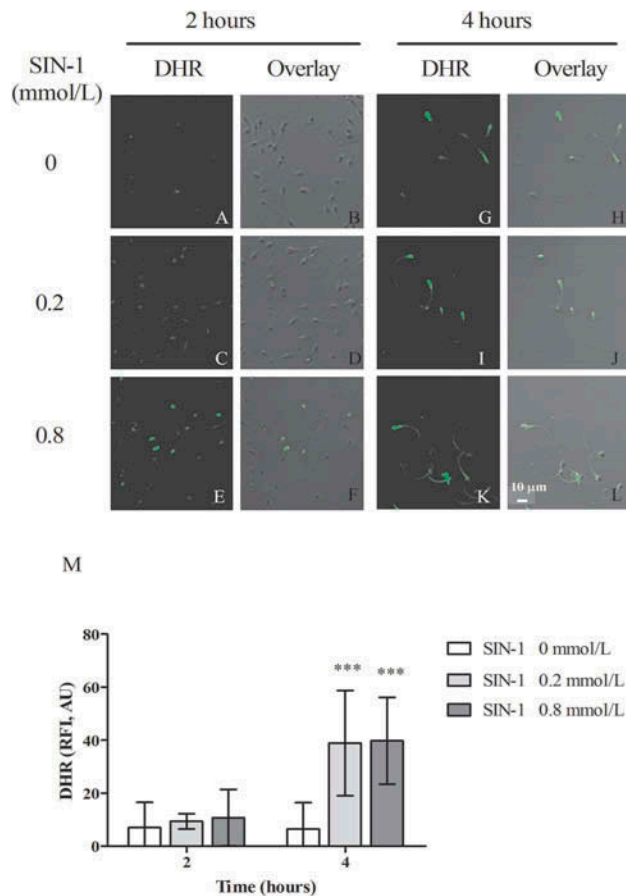 2 hours 4 hours
SIN-1 (mmol/L) DHR Overlay DHR Overlay
0
A B G H
0.2
C D I J
0.8
E F K 10 μm L
M
80
60
40
20
0
DHR (RFI, AU)
*** ***
SIN-1 0 mmol/L
SIN-1 0.2 mmol/L
SIN-1 0.8 mmol/L
2 4
Time (hours)